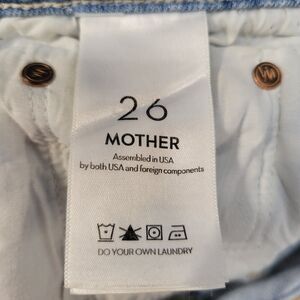 26
MOTHER
Assembled in USA
by both USA and foreign components
DO YOUR OWN LAUNDRY